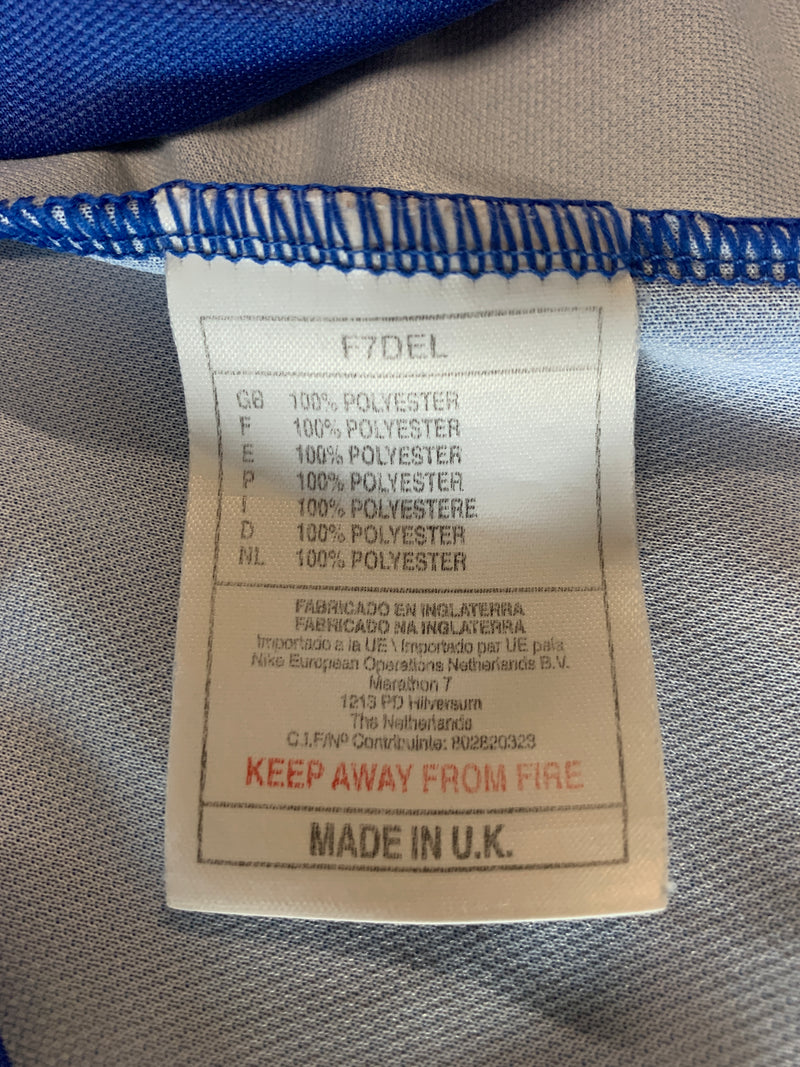 F7DEL
GB 100% POLYESTER
F 100% POLYESTER
E 100% POLYESTER
P 100% POLYESTER
I 100% POLYESTERE
D 100% POLYESTER
NL 100% POLYESTER
FABRICADO EN INGLATERRA
FABRICADO NA INGLATERRA
Importado a la UE \ Importado par UE pais
Nike European Operations Netherlands B.V.
Marathon 7
1213 PD Hilversum
The Netherlands
C.I.F/Nº Contribuinte: 802820323
KEEP AWAY FROM FIRE
MADE IN U.K.